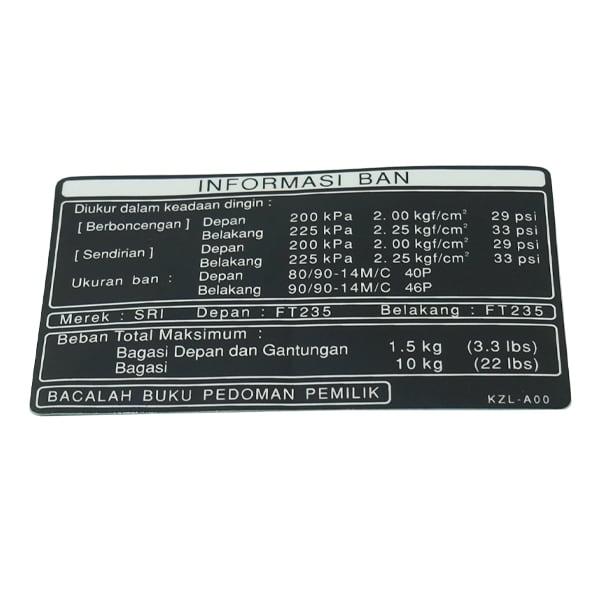 INFORMASI BAN
Diukur dalam keadaan dingin :
[ Berboncengan ] Depan 200 kPa 2. 00 kgf/cm² 29 psi
Belakang 225 kPa 2. 25 kgf/cm² 33 psi
[ Sendirian ] Depan 200 kPa 2. 00 kgf/cm² 29 psi
Belakang 225 kPa 2. 25 kgf/cm² 33 psi
Ukuran ban : Depan 80/90-14M/C 40P
Belakang 90/90-14M/C 46P
Merek : SRI Depan : FT235 Belakang : FT235
Beban Total Maksimum :
Bagasi Depan dan Gantungan 1.5 kg (3.3 lbs)
Bagasi 10 kg (22 lbs)
BACALAH BUKU PEDOMAN PEMILIK
KZL-A00